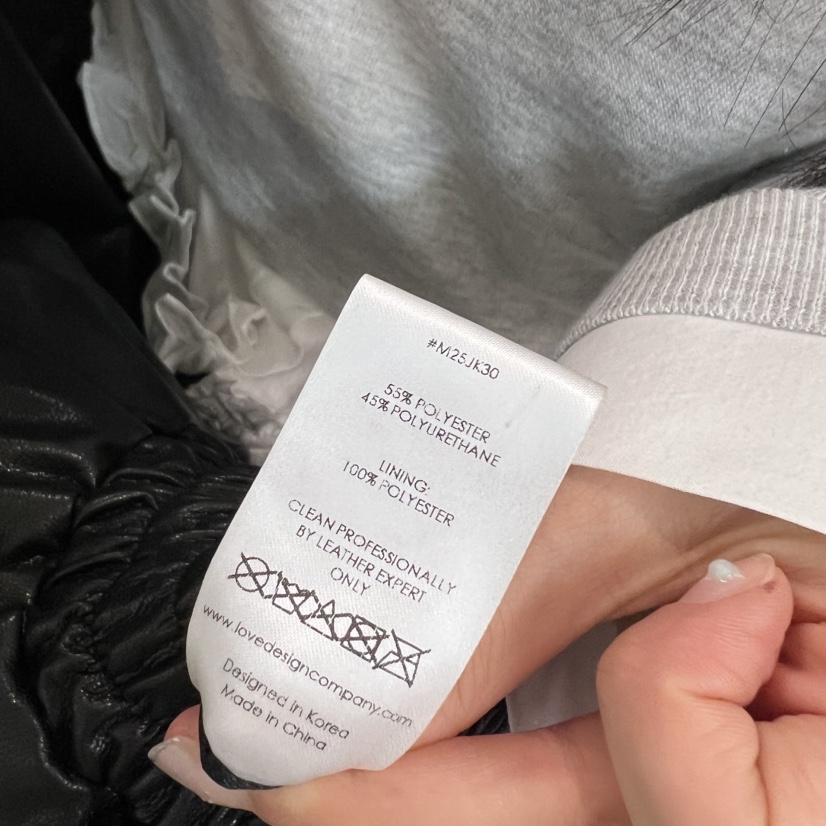 #M25JK30
55% POLYESTER
45% POLYURETHANE
LINING:
100% POLYESTER
CLEAN PROFESSIONALLY
BY LEATHER EXPERT
ONLY
www.lovedesigncompany.com
Designed in Korea
Made in China